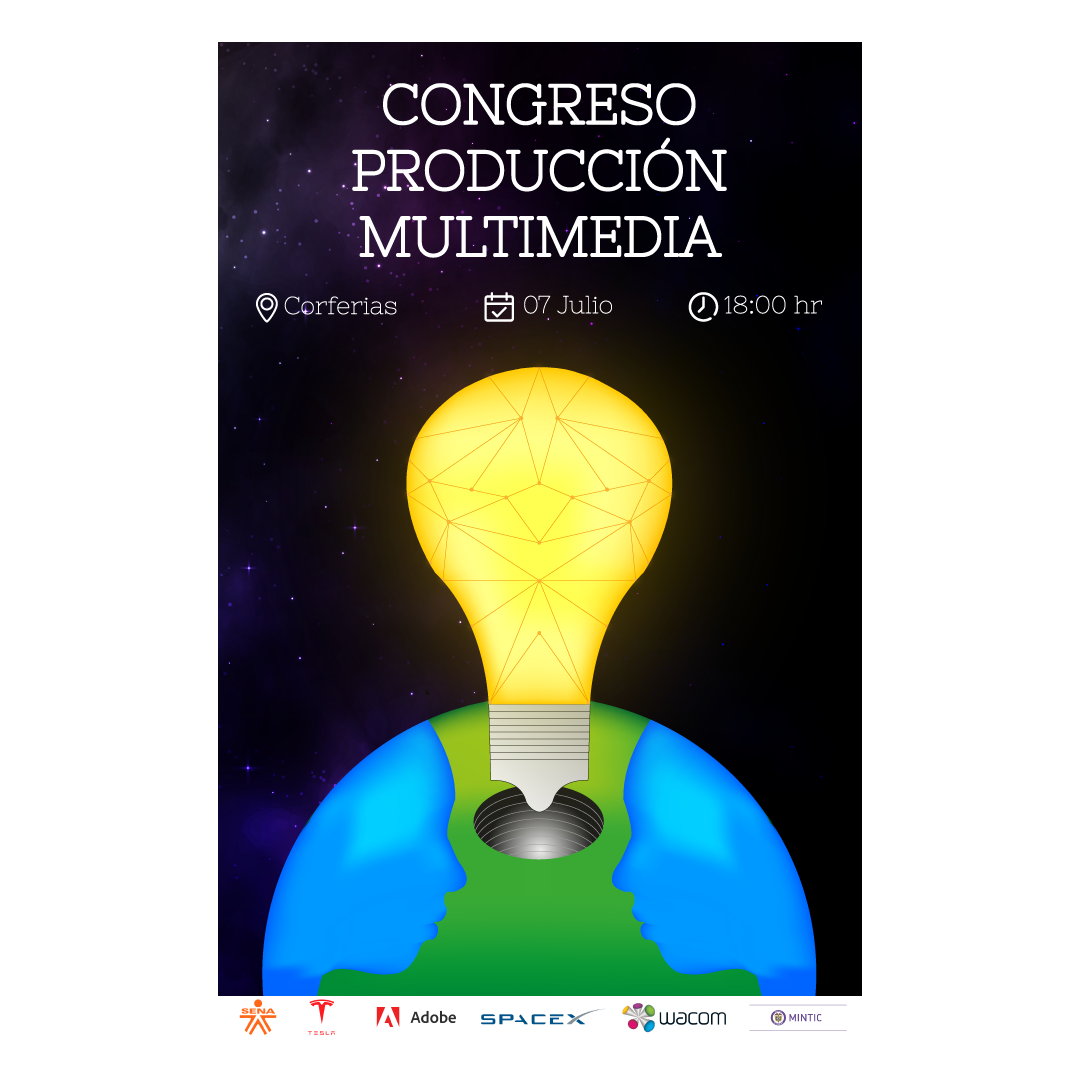 CONGRESO
PRODUCCIÓN
MULTIMEDIA
Corferias 07 Julio 18:00 hr
SENA TESLA Adobe SPACEX wacom MINTIC